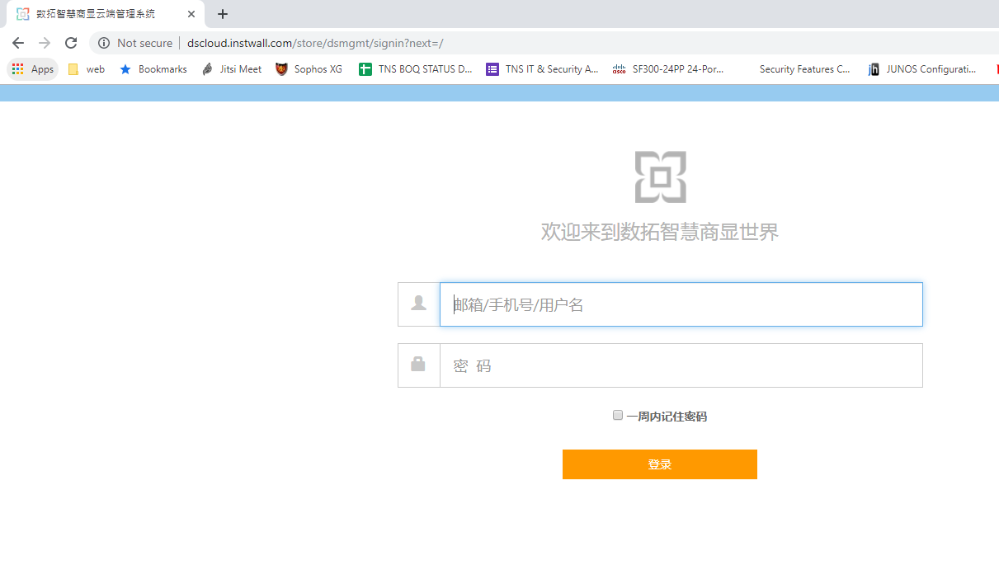 数拓智慧商显云端管理系统
Not secure
dscloud.instwall.com/store/dsmgmt/signin?next=/
Apps
web
Bookmarks
Jitsi Meet
Sophos XG
TNS BOQ STATUS D...
TNS IT & Security A...
cisco
SF300-24PP 24-Por...
Security Features C...
jh
JUNOS Configurati...
欢迎来到数拓智慧商显世界
邮箱/手机号/用户名
密 码
一周内记住密码
登录